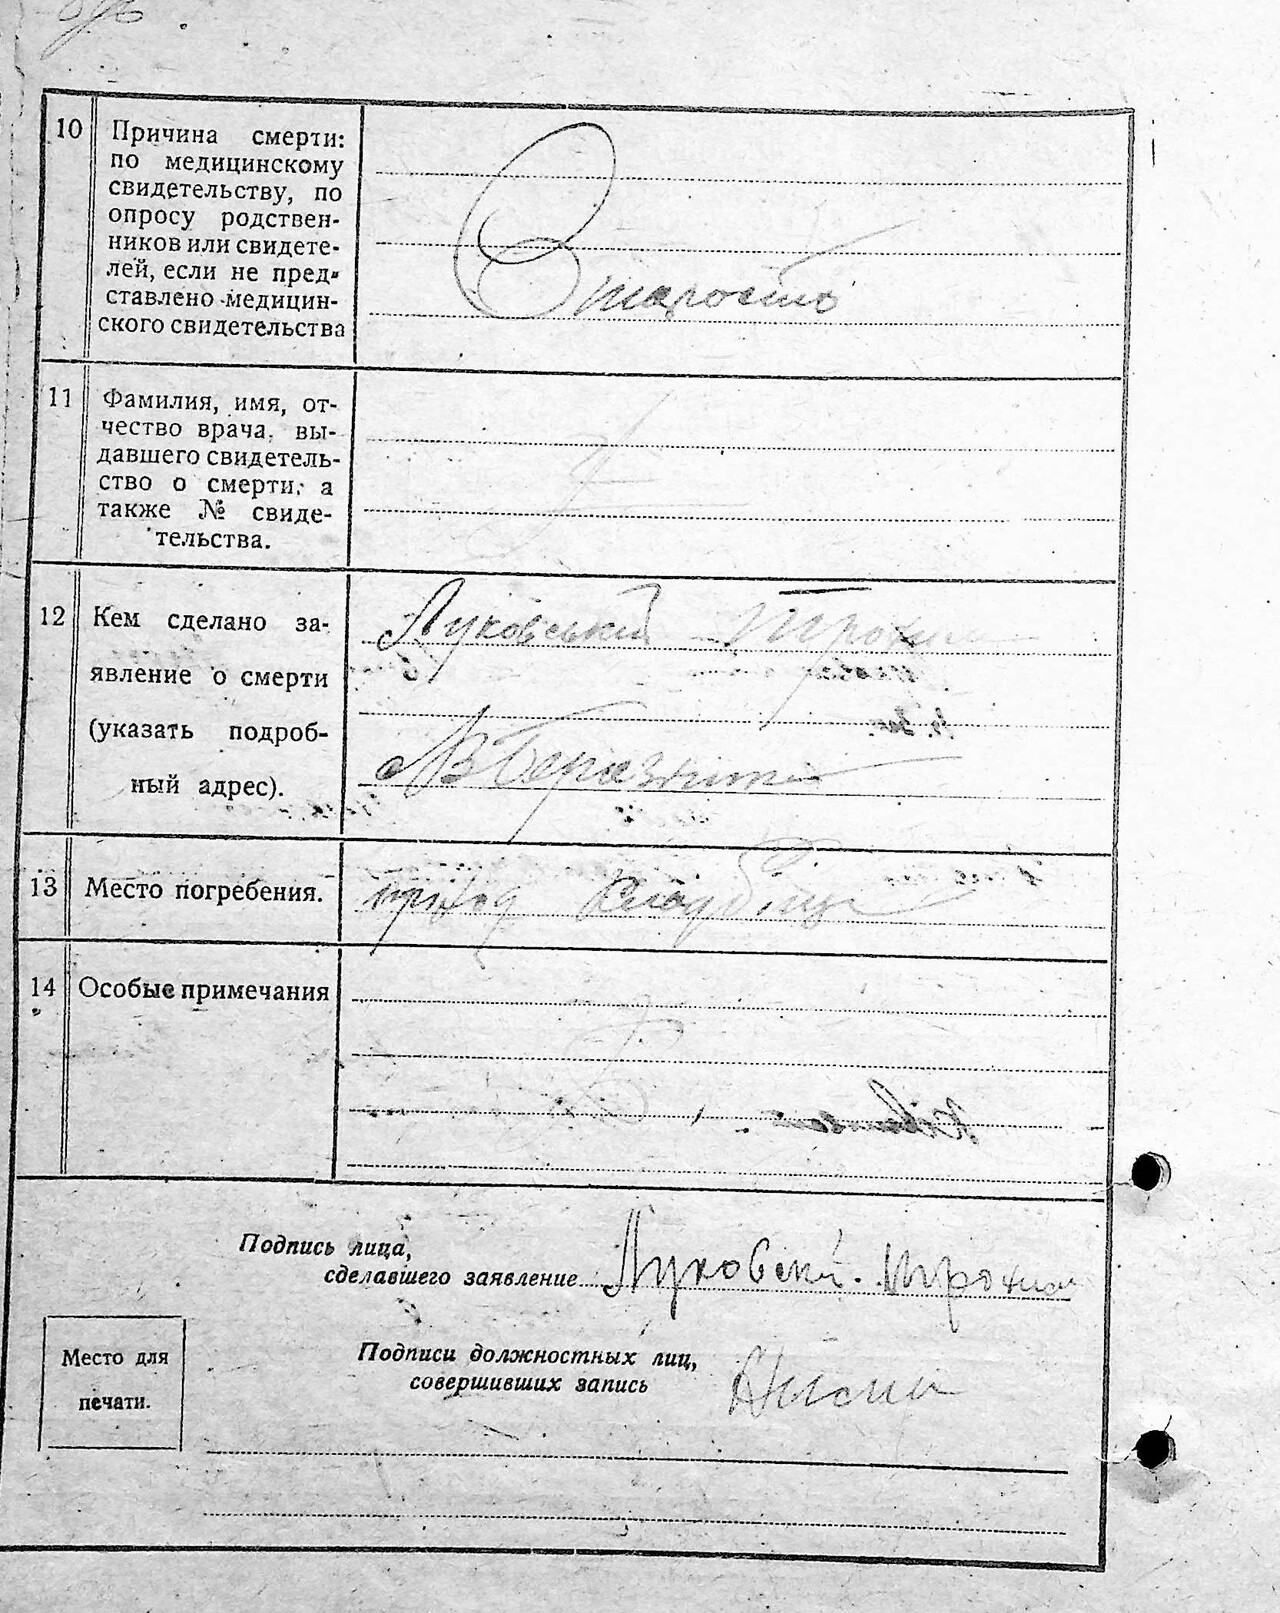 10
Причина смерти:
по медицинскому
свидетельству, по
опросу родствен-
ников или свидете-
лей, если не пред-
ставлено медицин-
ского свидетельства
Старость
11
Фамилия, имя, от-
чество врача, вы-
давшего свидетель-
ство о смерти, а
также № свиде-
тельства.
12
Кем сделано за-
явление о смерти
(указать подроб-
ный адрес).
Луковський Трохим
13
Место погребения.
14
Особые примечания
Подпись лица,
сделавшего заявление Луковский Трохим
Подписи должностных лиц,
совершивших запись
Место для
печати.